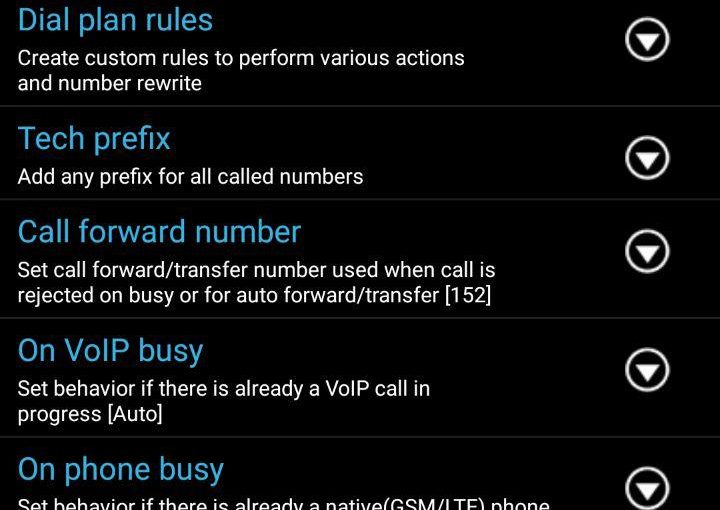 Dial plan rules
Create custom rules to perform various actions
and number rewrite
Tech prefix
Add any prefix for all called numbers
Call forward number
Set call forward/transfer number used when call is
rejected on busy or for auto forward/transfer [152]
On VoIP busy
Set behavior if there is already a VoIP call in
progress [Auto]
On phone busy
Set behavior if there is already a native(GSM/LTE) phone